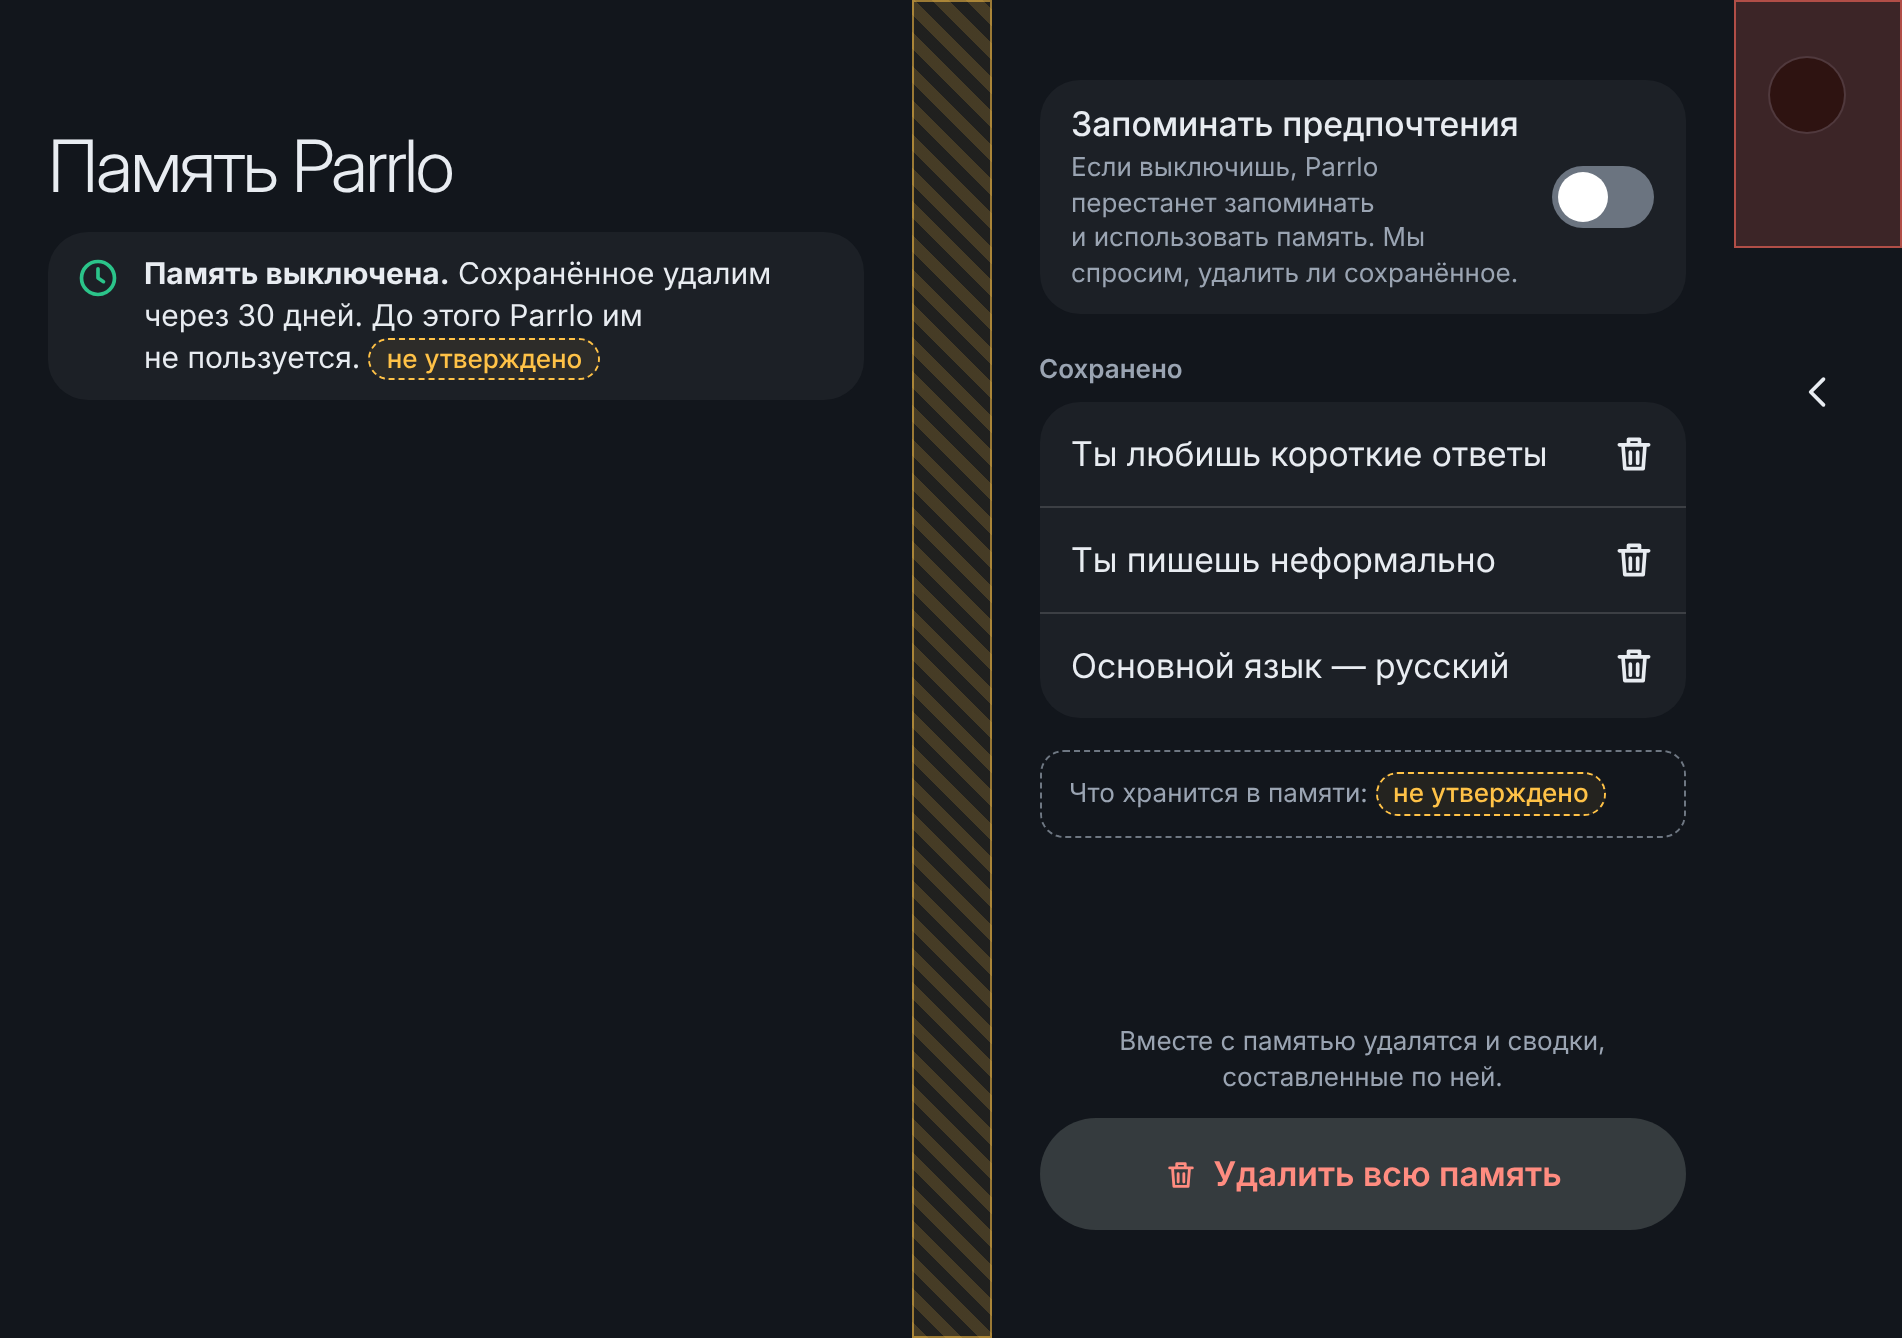 Память Parrlo
Память выключена. Сохранённое удалим
через 30 дней. До этого Parrlo им
не пользуется. не утверждено
Запоминать предпочтения
Если выключишь, Parrlo
перестанет запоминать
и использовать память. Мы
спросим, удалить ли сохранённое.
Сохранено
Ты любишь короткие ответы
Ты пишешь неформально
Основной язык — русский
Что хранится в памяти: не утверждено
Вместе с памятью удалятся и сводки,
составленные по ней.
Удалить всю память